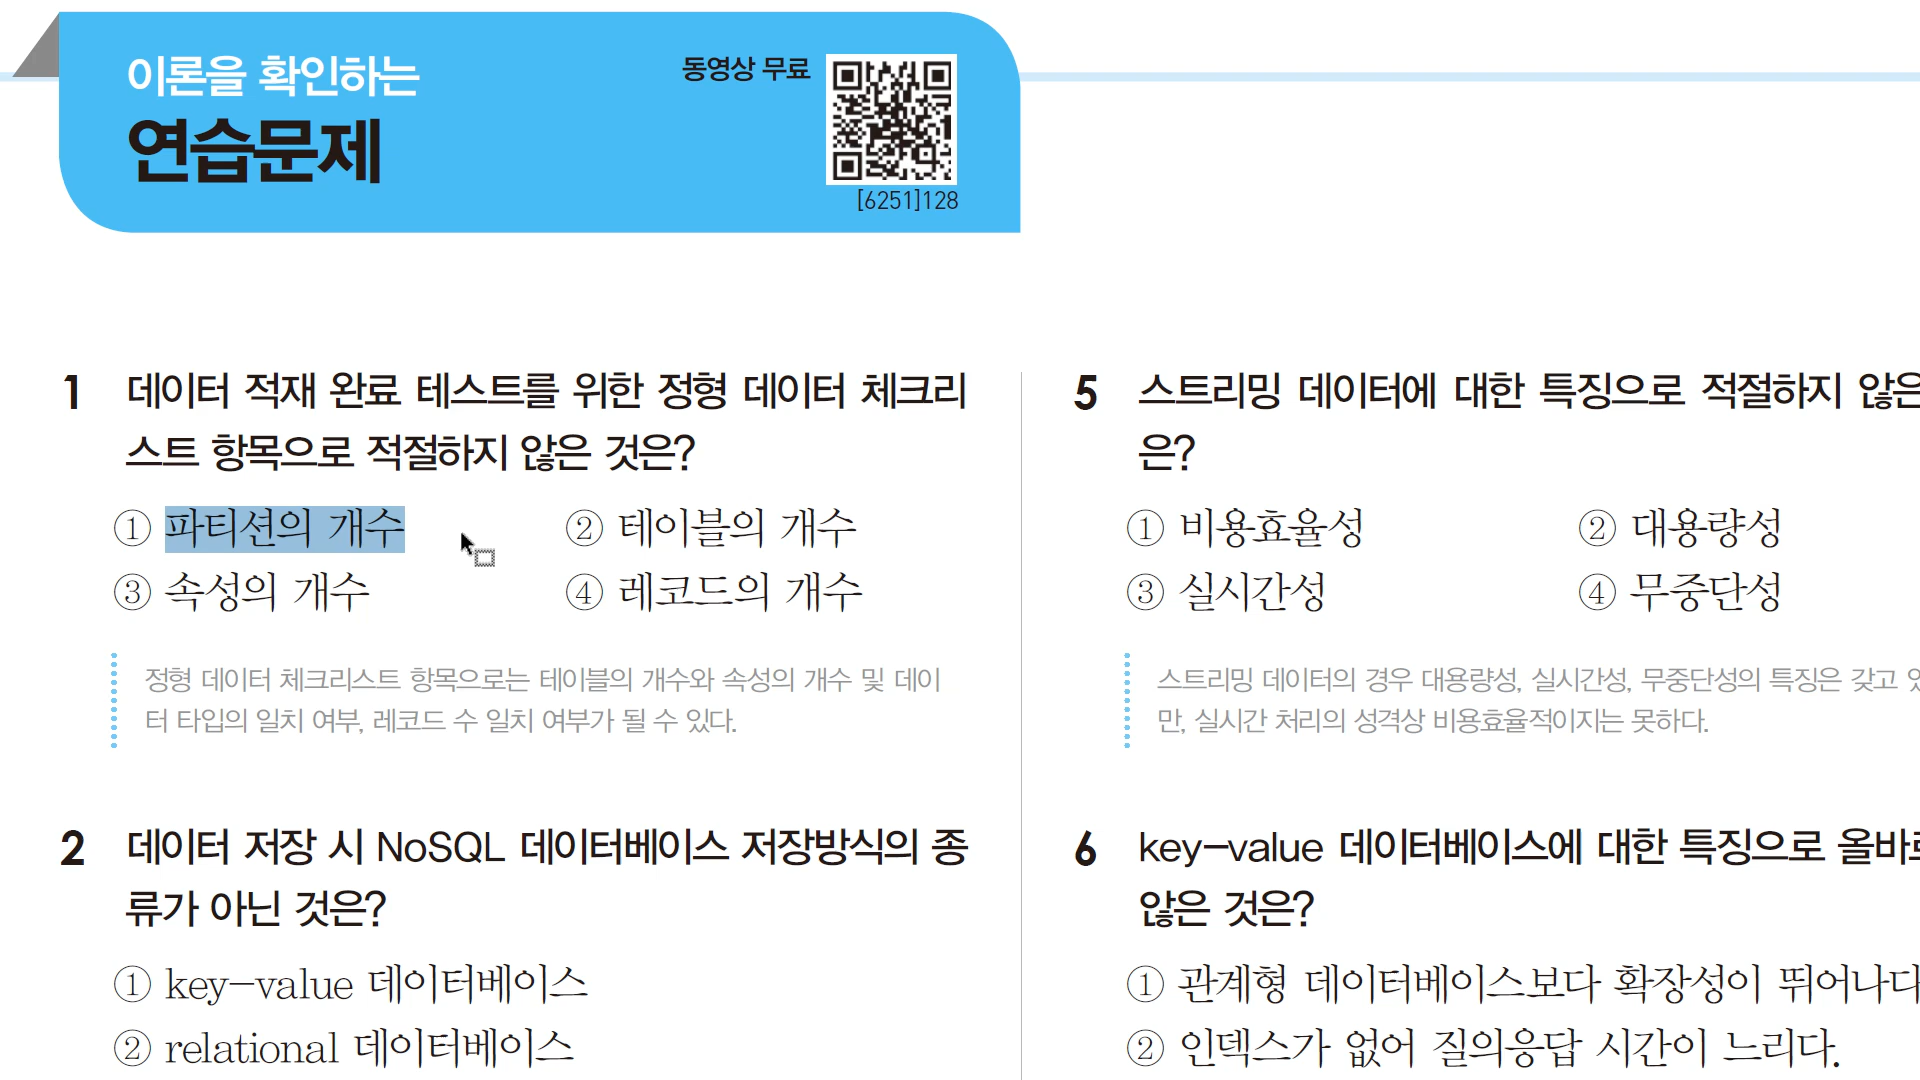 이론을 확인하는
연습문제
동영상 무료
[6251]128
1 데이터 적재 완료 테스트를 위한 정형 데이터 체크리
스트 항목으로 적절하지 않은 것은?
① 파티션의 개수 ② 테이블의 개수
③ 속성의 개수 ④ 레코드의 개수
정형 데이터 체크리스트 항목으로는 테이블의 개수와 속성의 개수 및 데이
터 타입의 일치 여부, 레코드 수 일치 여부가 될 수 있다.
2 데이터 저장 시 NoSQL 데이터베이스 저장방식의 종
류가 아닌 것은?
① key-value 데이터베이스
② relational 데이터베이스
5 스트리밍 데이터에 대한 특징으로 적절하지 않은
은?
① 비용효율성 ② 대용량성
③ 실시간성 ④ 무중단성
스트리밍 데이터의 경우 대용량성, 실시간성, 무중단성의 특징은 갖고
만, 실시간 처리의 성격상 비용효율적이지는 못하다.
6 key-value 데이터베이스에 대한 특징으로
않은 것은?
① 관계형 데이터베이스보다 확장성이 뛰어나다
② 인덱스가 없어 질의응답 시간이 느리다.